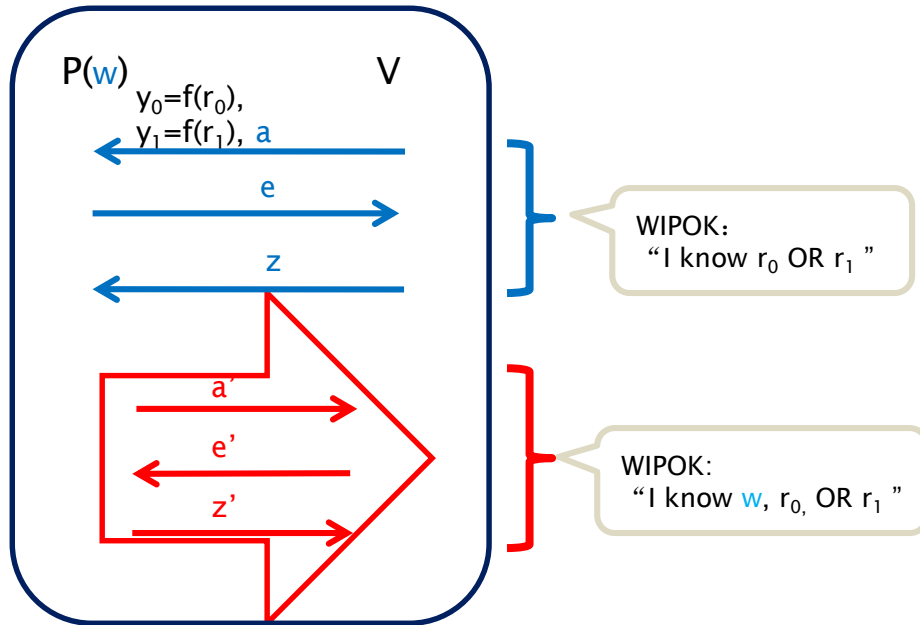 P(w) V
y₀=f(r₀),
y₁=f(r₁), a
e
z
WIPOK：
“I know r₀ OR r₁ ”
a’
e’
z’
WIPOK:
“I know w, r₀, OR r₁ ”